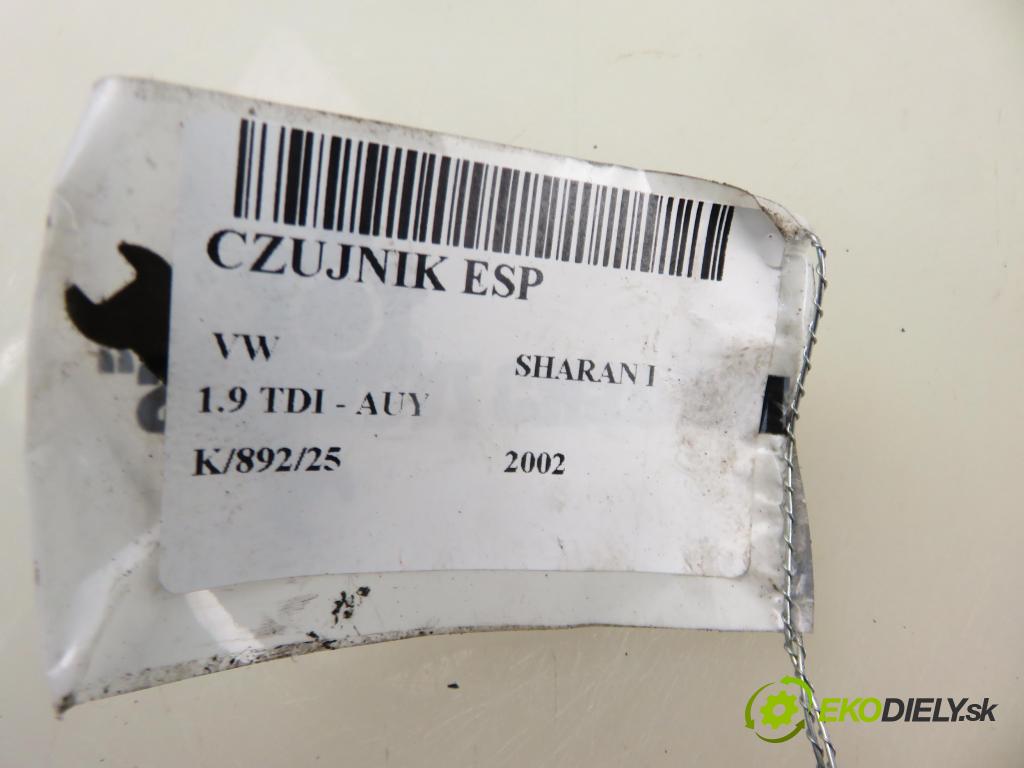 CZUJNIK ESP
VW SHARAN I
1.9 TDI - AUY
K/892/25 2002
EKODIELY.sk